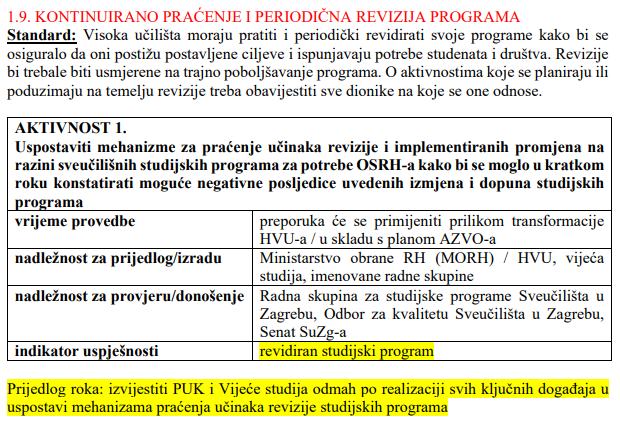 1.9. KONTINUIRANO PRAĆENJE I PERIODIČNA REVIZIJA PROGRAMA
Standard: Visoka učilišta moraju pratiti i periodički revidirati svoje programe kako bi se
osiguralo da oni postižu postavljene ciljeve i ispunjavaju potrebe studenata i društva. Revizije
bi trebale biti usmjerene na trajno poboljšavanje programa. O aktivnostima koje se planiraju ili
poduzimaju na temelju revizije treba obavijestiti sve dionike na koje se one odnose.
AKTIVNOST 1.
Uspostaviti mehanizme za praćenje učinaka revizije i implementiranih promjena na
razini sveučilišnih studijskih programa za potrebe OSRH-a kako bi se moglo u kratkom
roku konstatirati moguće negativne posljedice uvedenih izmjena i dopuna studijskih
programa
vrijeme provedbe
preporuka će se primijeniti prilikom transformacije
HVU-a / u skladu s planom AZVO-a
nadležnost za prijedlog/izradu
Ministarstvo obrane RH (MORH) / HVU, vijeća
studija, imenovane radne skupine
nadležnost za provjeru/donošenje
Radna skupina za studijske programe Sveučilišta u
Zagrebu, Odbor za kvalitetu Sveučilišta u Zagrebu,
Senat SuZg-a
indikator uspješnosti
revidiran studijski program
Prijedlog roka: izvijestiti PUK i Vijeće studija odmah po realizaciji svih ključnih događaja u
uspostavi mehanizama praćenja učinaka revizije studijskih programa